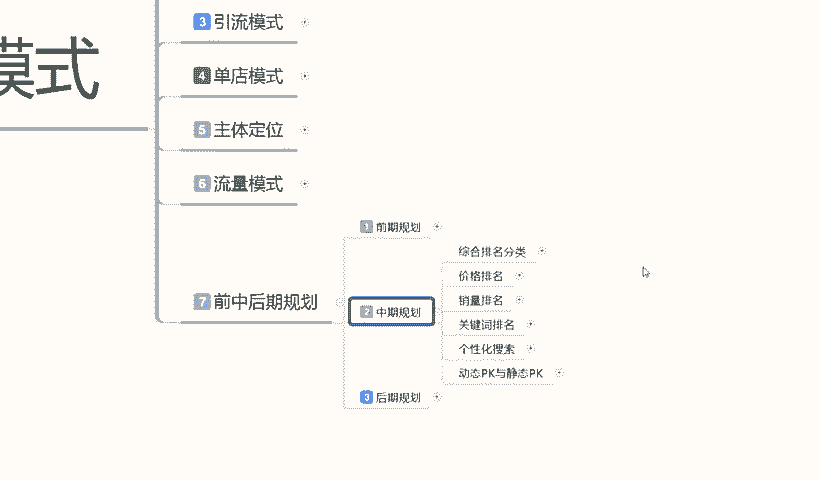 模式
3 引流模式
4 单店模式
5 主体定位
6 流量模式
7 前中后期规划
1 前期规划
2 中期规划
综合排名分类
价格排名
销量排名
关键词排名
个性化搜索
动态PK与静态PK
3 后期规划